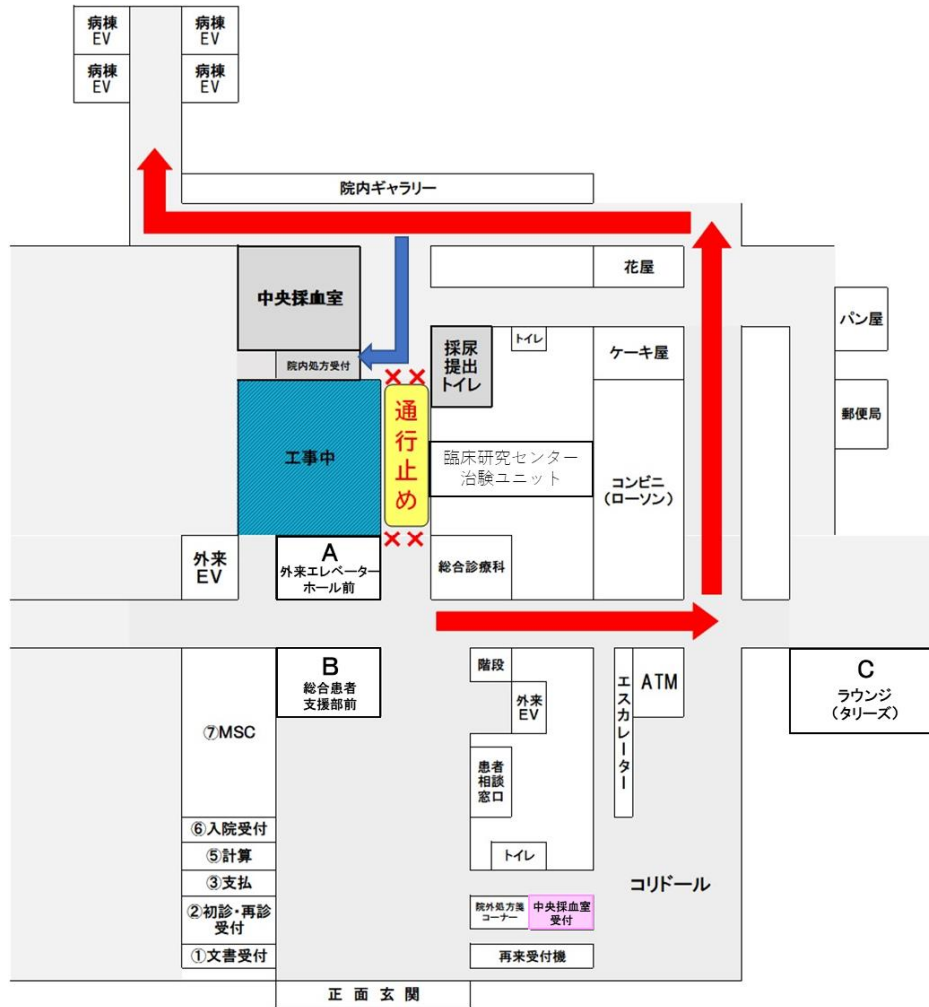 病棟
EV
病棟
EV
病棟
EV
病棟
EV
院内ギャラリー
中央採血室
花屋
パン屋
院内処方受付
採尿
提出
トイレ
トイレ
ケーキ屋
郵便局
××
通行止め
××
工事中
臨床研究センター
治験ユニット
コンビニ
(ローソン)
外来
EV
A
外来エレベーター
ホール前
総合診療科
B
総合患者
支援部前
階段
外来
EV
エスカレーター
ATM
C
ラウンジ
(タリーズ)
⑦MSC
患者
相談
窓口
⑥入院受付
⑤計算
トイレ
③支払
コリドール
②初診・再診
受付
院外処方箋
コーナー
中央採血室
受付
①文書受付
再来受付機
正面玄関